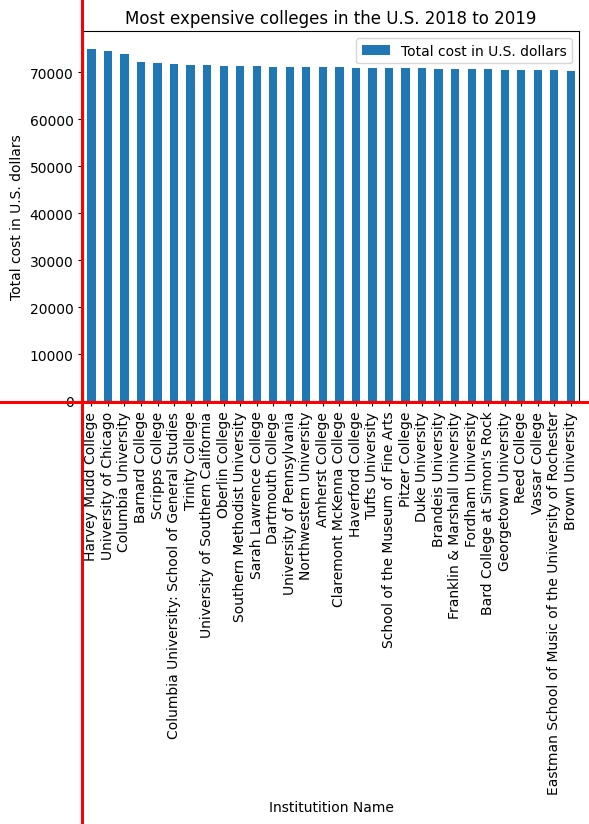 Most expensive colleges in the U.S. 2018 to 2019
Total cost in U.S. dollars
Total cost in U.S. dollars
70000
60000
50000
40000
30000
20000
10000
0
Harvey Mudd College
University of Chicago
Columbia University
Barnard College
Scripps College
Columbia University: School of General Studies
Trinity College
University of Southern California
Oberlin College
Southern Methodist University
Sarah Lawrence College
Dartmouth College
University of Pennsylvania
Northwestern University
Amherst College
Claremont McKenna College
Haverford College
Tufts University
School of the Museum of Fine Arts
Pitzer College
Duke University
Brandeis University
Franklin & Marshall University
Fordham University
Bard College at Simon's Rock
Georgetown University
Reed College
Vassar College
Eastman School of Music of the University of Rochester
Brown University
Institutition Name